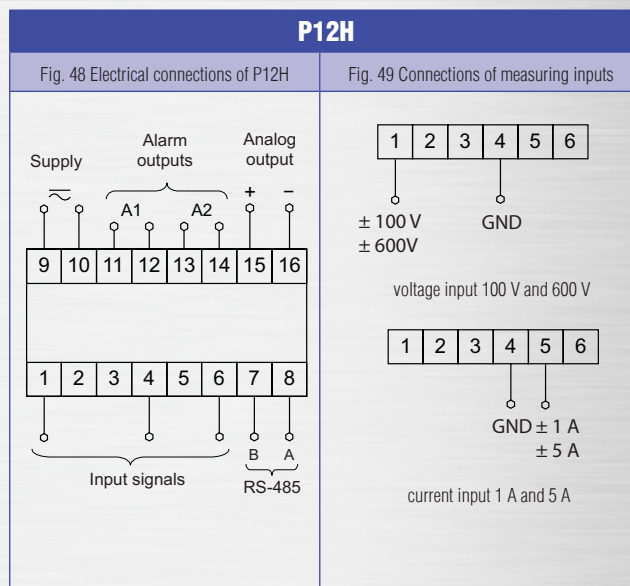 P12H
Fig. 48 Electrical connections of P12H
Fig. 49 Connections of measuring inputs
Supply
Alarm
outputs
Analog
output
A1 A2 + −
9 10 11 12 13 14 15 16
1 2 3 4 5 6 7 8
B A
Input signals
RS-485
1 2 3 4 5 6
± 100 V
± 600V
GND
voltage input 100 V and 600 V
1 2 3 4 5 6
GND ± 1 A
± 5 A
current input 1 A and 5 A